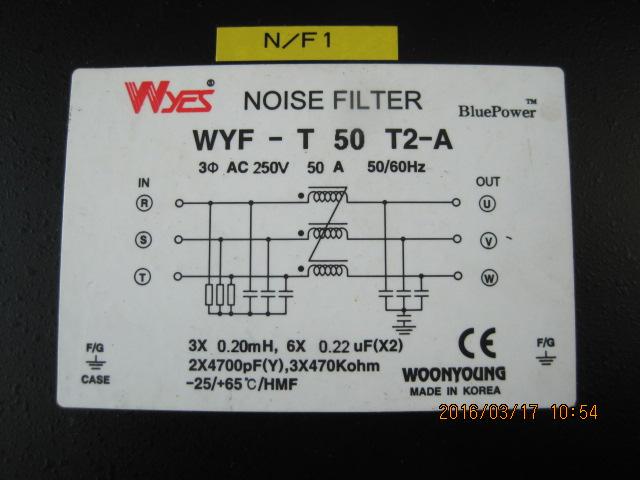 N/F1
WYES ® NOISE FILTER BluePower™
WYF - T 50 T2-A
3Φ AC 250V 50 A 50/60Hz
IN OUT
R U
S V
T W
3X 0.20mH, 6X 0.22 uF(X2)
2X4700pF(Y),3X470Kohm
-25/+65℃/HMF
F/G
CASE
CE
F/G
WOONYOUNG
MADE IN KOREA
2016/03/17 10:54